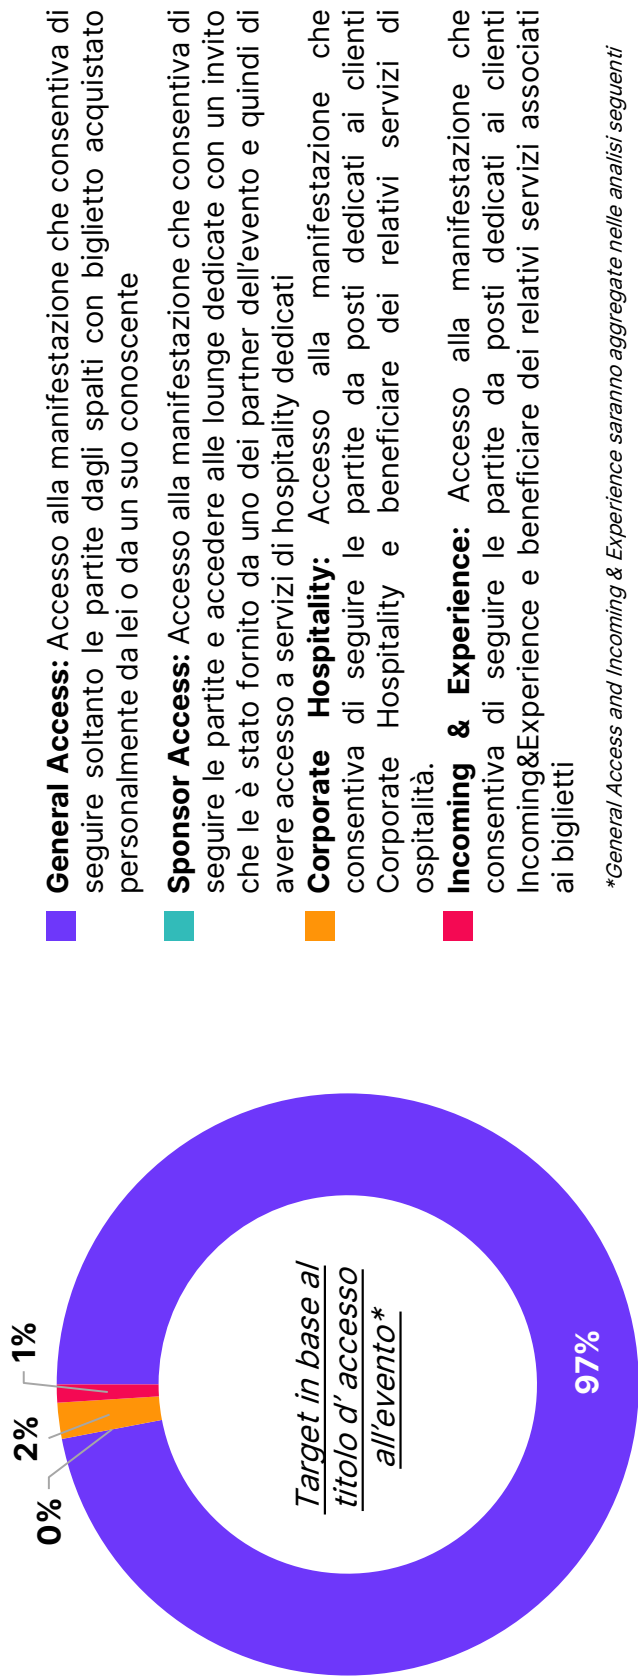 0%
2%
1%
Target in base al
titolo d' accesso
all'evento*
97%
General Access: Accesso alla manifestazione che consentiva di
seguire soltanto le partite dagli spalti con biglietto acquistato
personalmente da lei o da un suo conoscente
Sponsor Access: Accesso alla manifestazione che consentiva di
seguire le partite e accedere alle lounge dedicate con un invito
che le è stato fornito da uno dei partner dell'evento e quindi di
avere accesso a servizi di hospitality dedicati
Corporate Hospitality: Accesso alla manifestazione che
consentiva di seguire le partite da posti dedicati ai clienti
Corporate Hospitality e beneficiare dei relativi servizi di
ospitalità.
Incoming & Experience: Accesso alla manifestazione che
consentiva di seguire le partite da posti dedicati ai clienti
Incoming&Experience e beneficiare dei relativi servizi associati
ai biglietti
*General Access and Incoming & Experience saranno aggregate nelle analisi seguenti